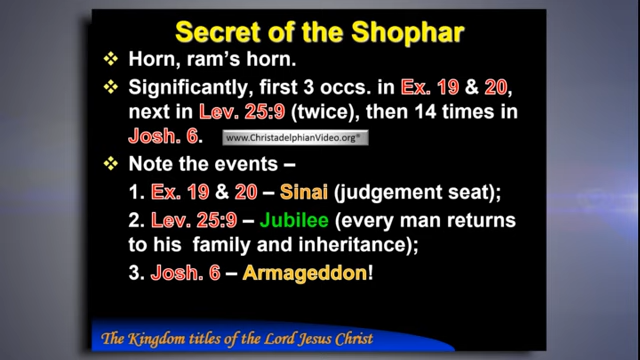 Secret of the Shophar
Horn, ram's horn.
Significantly, first 3 occs. in Ex. 19 & 20,
next in Lev. 25:9 (twice), then 14 times in
Josh. 6.
www.ChristadelphianVideo.org®
Note the events –
1. Ex. 19 & 20 – Sinai (judgement seat);
2. Lev. 25:9 – Jubilee (every man returns
to his family and inheritance);
3. Josh. 6 – Armageddon!
The Kingdom titles of the Lord Jesus Christ